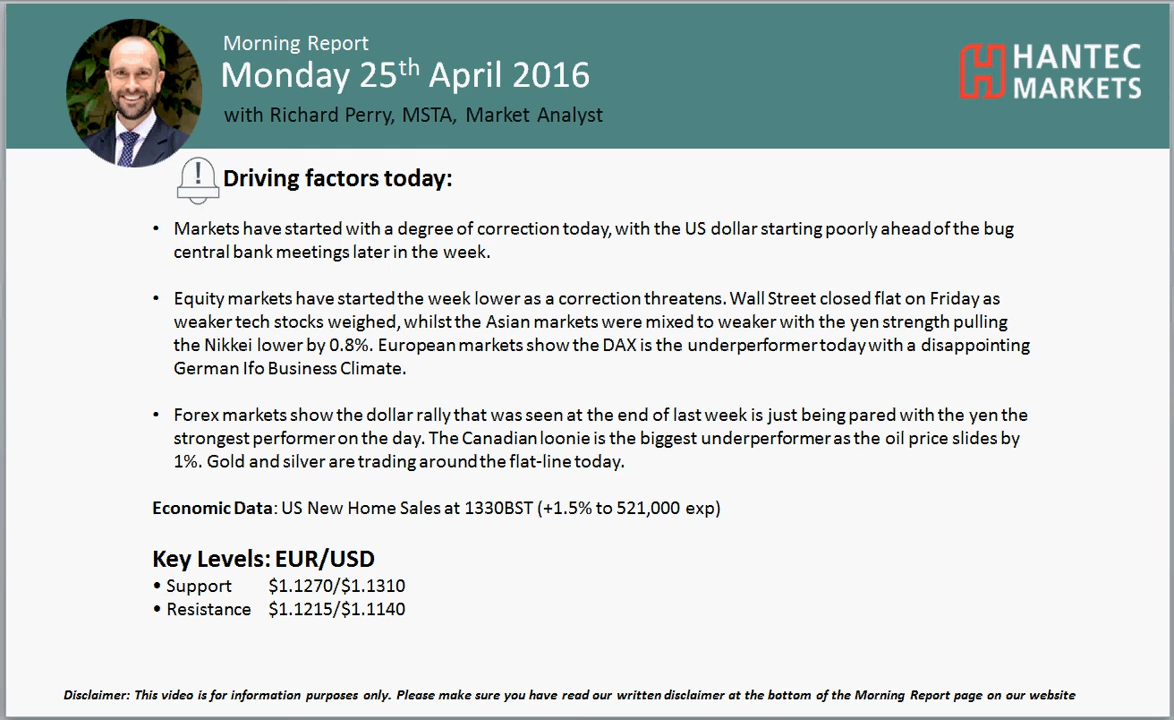 Morning Report
Monday 25th April 2016
with Richard Perry, MSTA, Market Analyst
HANTEC
MARKETS
Driving factors today:
• Markets have started with a degree of correction today, with the US dollar starting poorly ahead of the bug
central bank meetings later in the week.
• Equity markets have started the week lower as a correction threatens. Wall Street closed flat on Friday as
weaker tech stocks weighed, whilst the Asian markets were mixed to weaker with the yen strength pulling
the Nikkei lower by 0.8%. European markets show the DAX is the underperformer today with a disappointing
German Ifo Business Climate.
• Forex markets show the dollar rally that was seen at the end of last week is just being pared with the yen the
strongest performer on the day. The Canadian loonie is the biggest underperformer as the oil price slides by
1%. Gold and silver are trading around the flat-line today.
Economic Data: US New Home Sales at 1330BST (+1.5% to 521,000 exp)
Key Levels: EUR/USD
• Support $1.1270/$1.1310
• Resistance $1.1215/$1.1140
Disclaimer: This video is for information purposes only. Please make sure you have read our written disclaimer at the bottom of the Morning Report page on our website